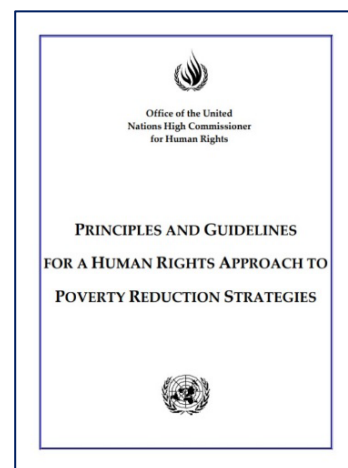 Office of the United
Nations High Commissioner
for Human Rights
PRINCIPLES AND GUIDELINES
FOR A HUMAN RIGHTS APPROACH TO
POVERTY REDUCTION STRATEGIES